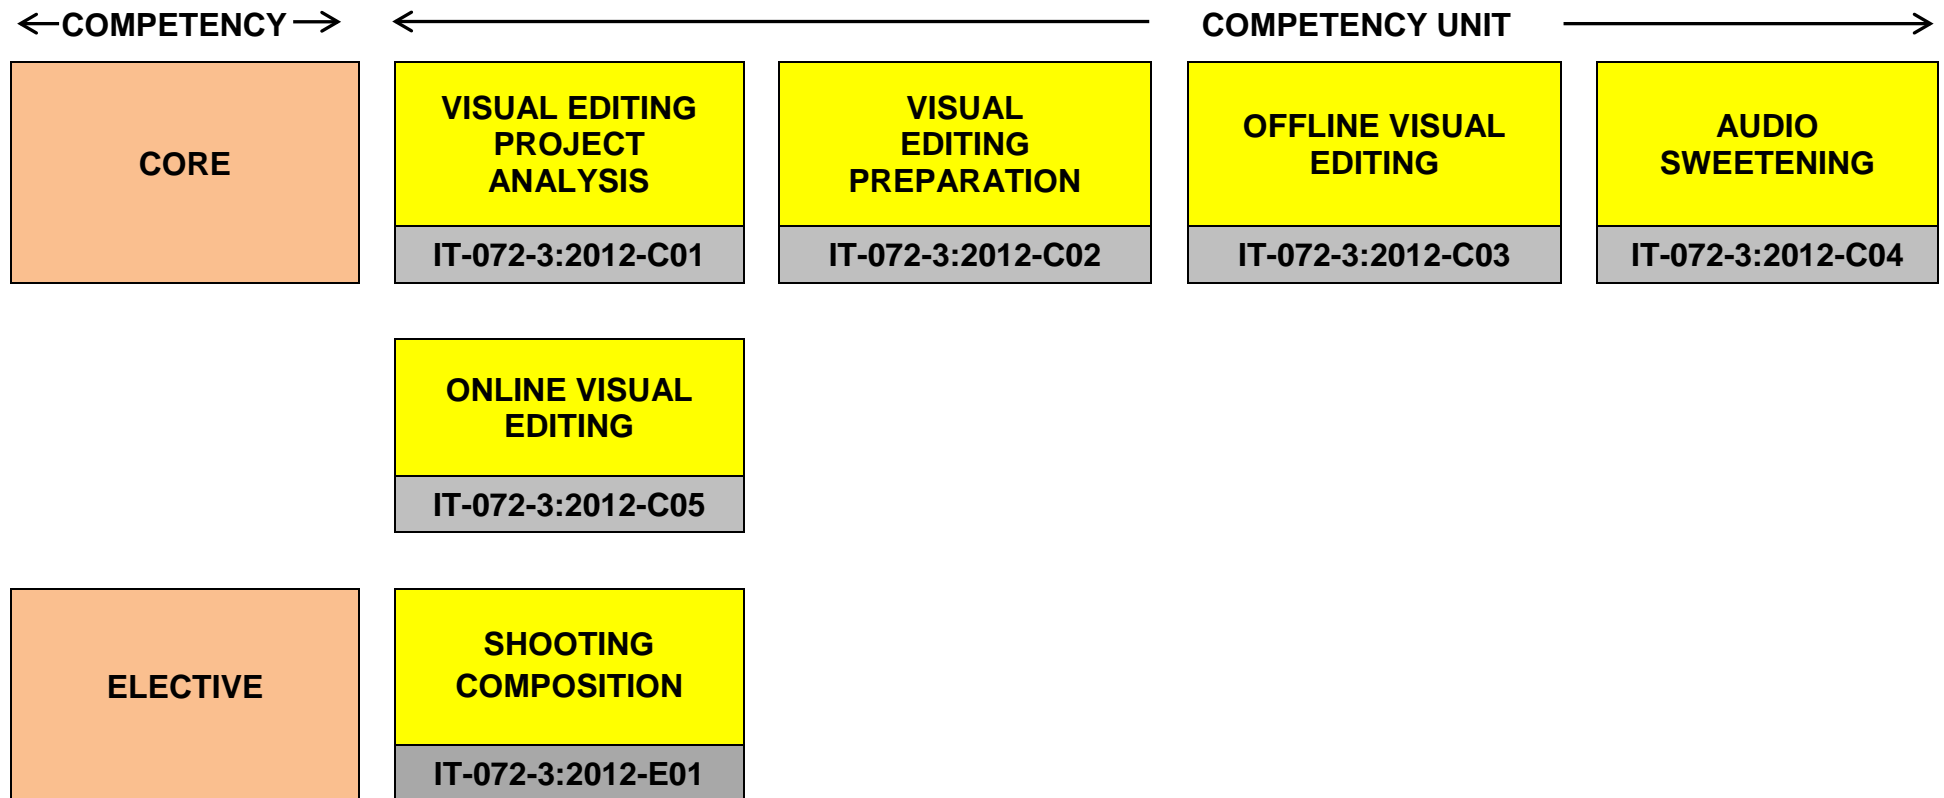 COMPETENCY
COMPETENCY UNIT
CORE
VISUAL EDITING
PROJECT
ANALYSIS
IT-072-3:2012-C01
VISUAL
EDITING
PREPARATION
IT-072-3:2012-C02
OFFLINE VISUAL
EDITING
IT-072-3:2012-C03
AUDIO
SWEETENING
IT-072-3:2012-C04
ONLINE VISUAL
EDITING
IT-072-3:2012-C05
ELECTIVE
SHOOTING
COMPOSITION
IT-072-3:2012-E01